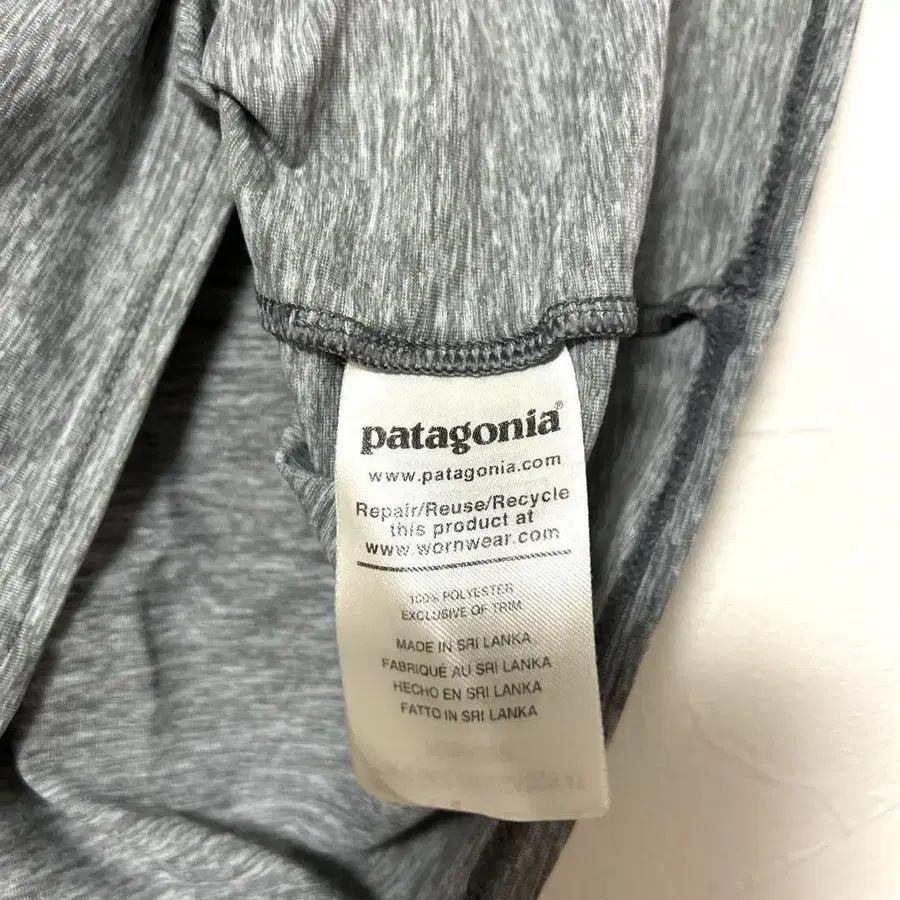 patagonia®
www.patagonia.com
Repair/Reuse/Recycle
this product at
www.wornwear.com
100% POLYESTER
EXCLUSIVE OF TRIM
MADE IN SRI LANKA
FABRIQUÉ AU SRI LANKA
HECHO EN SRI LANKA
FATTO IN SRI LANKA